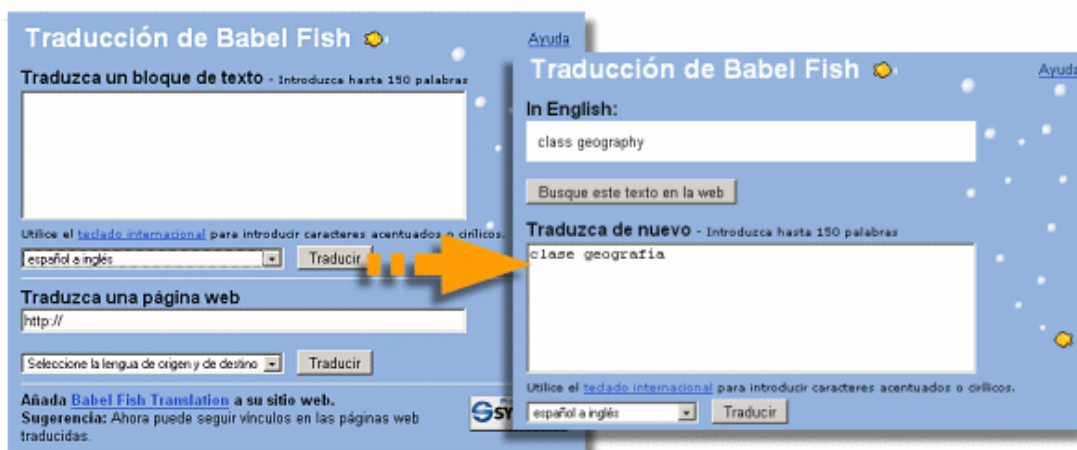 Traducción de Babel Fish
Ayuda
Traduzca un bloque de texto - Introduzca hasta 150 palabras
Utilice el teclado internacional para introducir caracteres acentuados o cirílicos.
español a inglés
Traducir
Traduzca una página web
http://
Seleccione la lengua de origen y de destino
Traducir
Añada Babel Fish Translation a su sitio web.
Sugerencia: Ahora puede seguir vínculos en las páginas web
traducidas.
Traducción de Babel Fish
Ayuda
In English:
class geography
Busque este texto en la web
Traduzca de nuevo - Introduzca hasta 150 palabras
clase geografia
Utilice el teclado internacional para introducir caracteres acentuados o cirílicos.
español a inglés
Traducir